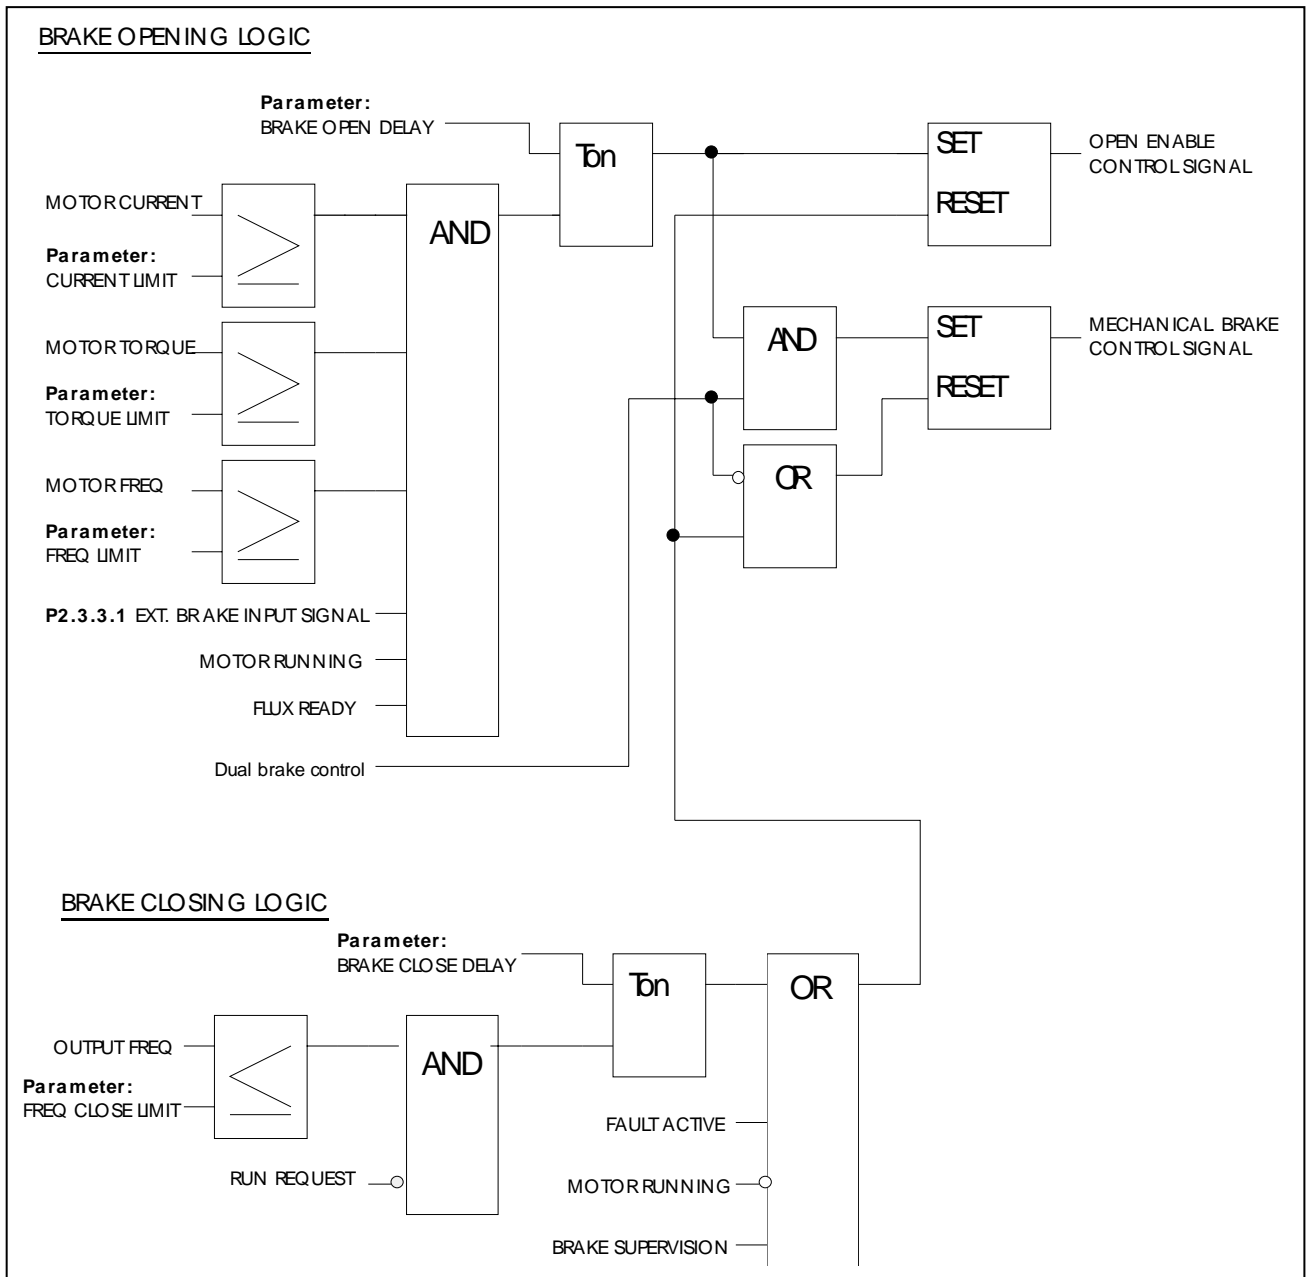 BRAKE OPENING LOGIC
Parameter:
BRAKE OPEN DELAY
Ton
SET
RESET
OPEN ENABLE
CONTROL SIGNAL
MOTOR CURRENT
Parameter:
CURRENT LIMIT
≥
AND
MOTOR TORQUE
Parameter:
TORQUE LIMIT
≥
AND
SET
RESET
MECHANICAL BRAKE
CONTROL SIGNAL
MOTOR FREQ
Parameter:
FREQ LIMIT
≥
OR
P2.3.3.1 EXT. BRAKE INPUT SIGNAL
MOTOR RUNNING
FLUX READY
Dual brake control
BRAKE CLOSING LOGIC
Parameter:
BRAKE CLOSE DELAY
Ton
OR
OUTPUT FREQ
Parameter:
FREQ CLOSE LIMIT
≤
AND
RUN REQUEST
FAULT ACTIVE
MOTOR RUNNING
BRAKE SUPERVISION